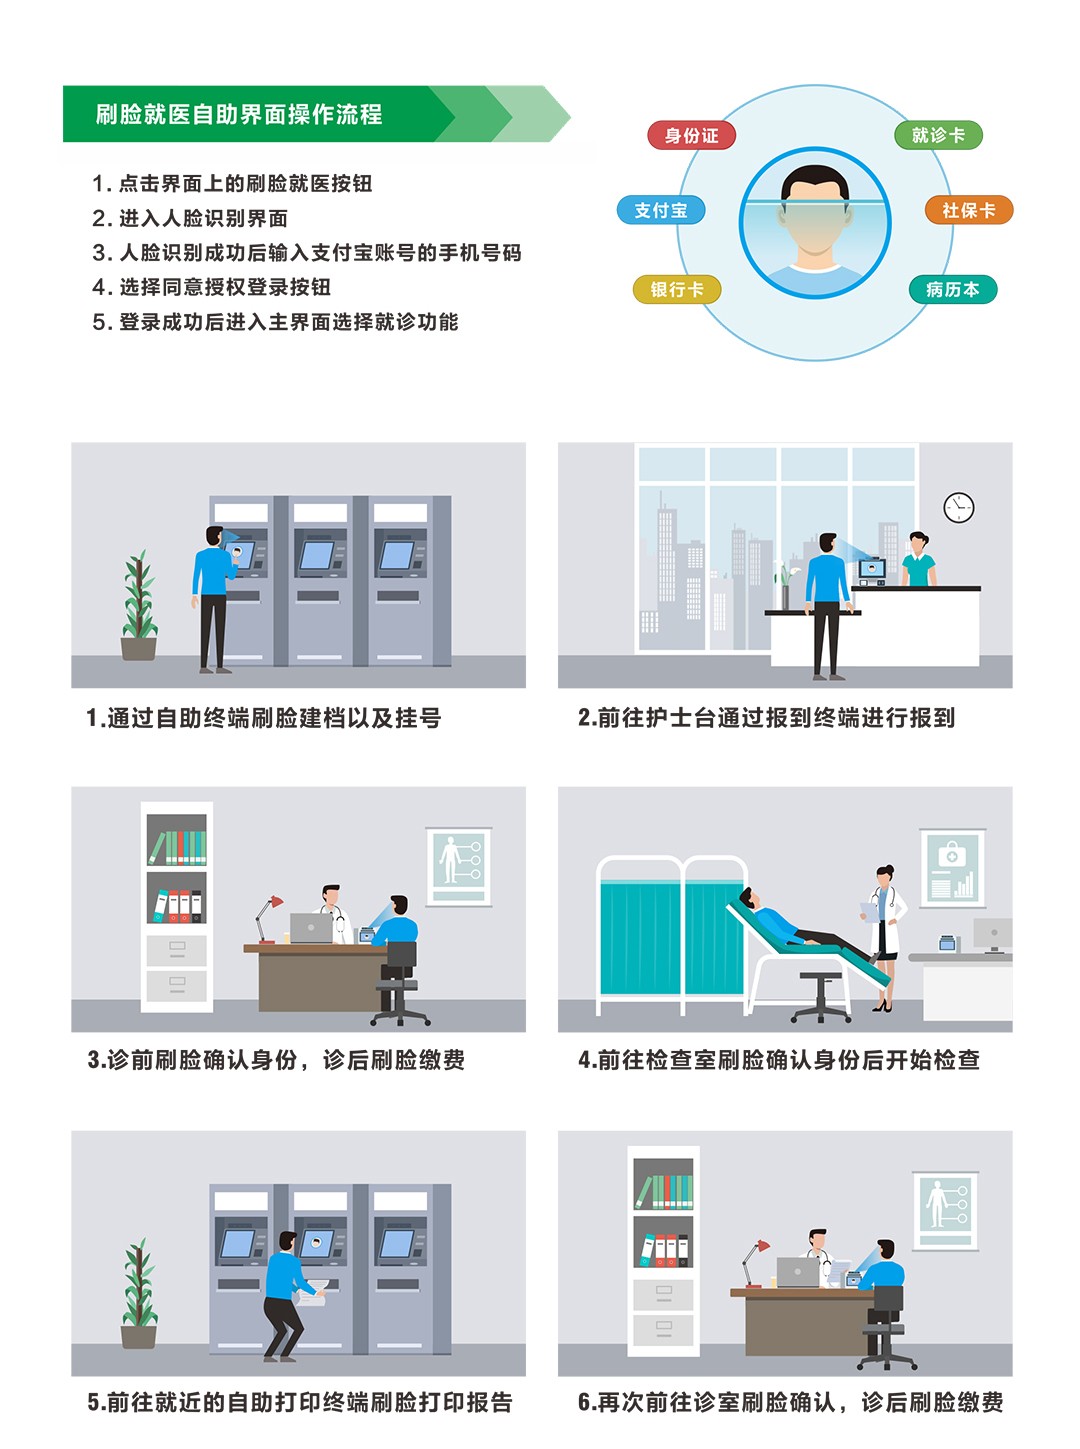 刷脸就医自助界面操作流程
1. 点击界面上的刷脸就医按钮
2. 进入人脸识别界面
3. 人脸识别成功后输入支付宝账号的手机号码
4. 选择同意授权登录按钮
5. 登录成功后进入主界面选择就诊功能
身份证
就诊卡
支付宝
社保卡
银行卡
病历本
1.通过自助终端刷脸建档以及挂号
2.前往护士台通过报到终端进行报到
3.诊前刷脸确认身份，诊后刷脸缴费
4.前往检查室刷脸确认身份后开始检查
5.前往就近的自助打印终端刷脸打印报告
6.再次前往诊室刷脸确认，诊后刷脸缴费